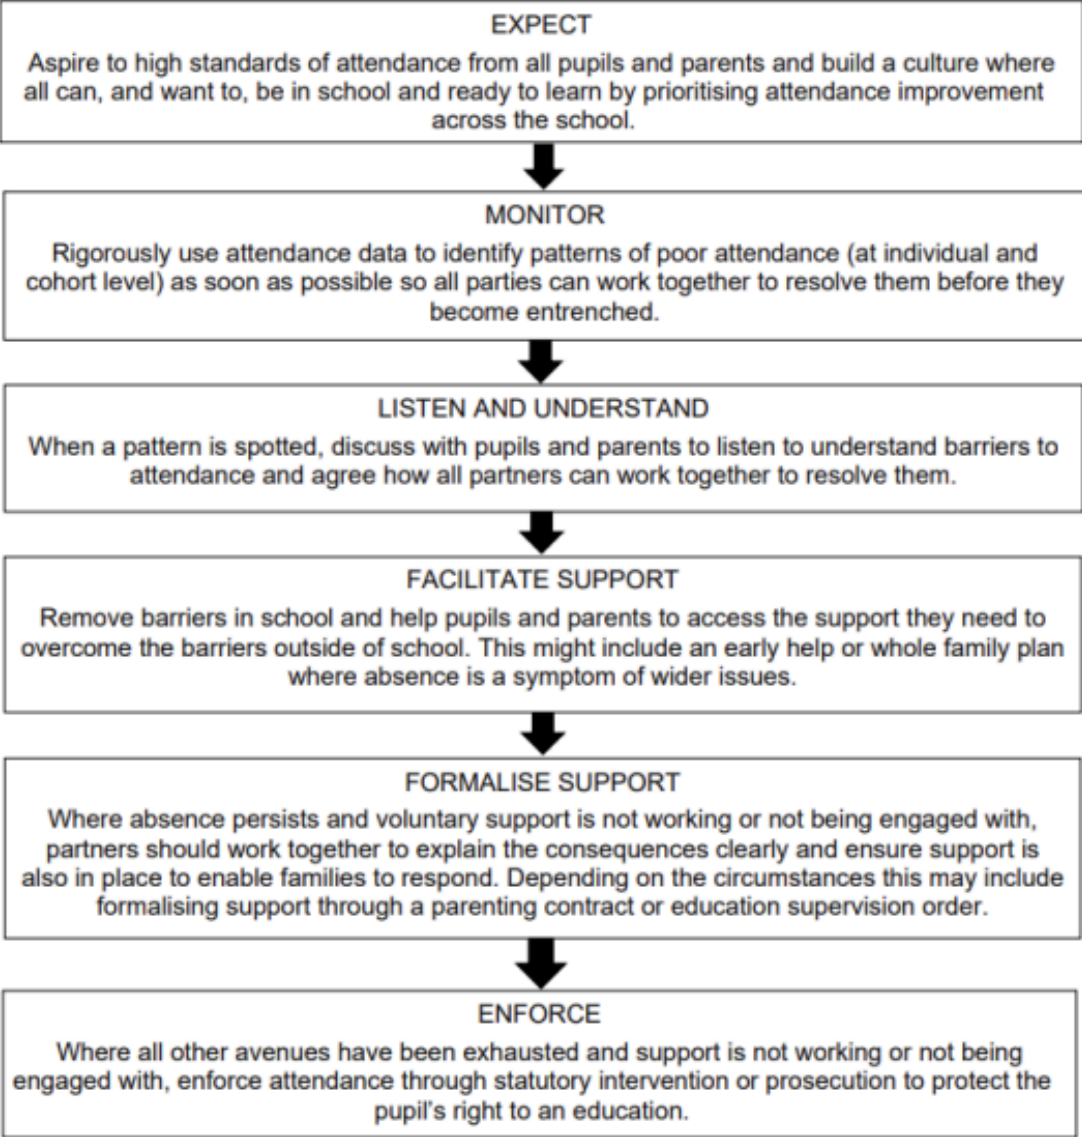 EXPECT
Aspire to high standards of attendance from all pupils and parents and build a culture where
all can, and want to, be in school and ready to learn by prioritising attendance improvement
across the school.
MONITOR
Rigorously use attendance data to identify patterns of poor attendance (at individual and
cohort level) as soon as possible so all parties can work together to resolve them before they
become entrenched.
LISTEN AND UNDERSTAND
When a pattern is spotted, discuss with pupils and parents to listen to understand barriers to
attendance and agree how all partners can work together to resolve them.
FACILITATE SUPPORT
Remove barriers in school and help pupils and parents to access the support they need to
overcome the barriers outside of school. This might include an early help or whole family plan
where absence is a symptom of wider issues.
FORMALISE SUPPORT
Where absence persists and voluntary support is not working or not being engaged with,
partners should work together to explain the consequences clearly and ensure support is
also in place to enable families to respond. Depending on the circumstances this may include
formalising support through a parenting contract or education supervision order.
ENFORCE
Where all other avenues have been exhausted and support is not working or not being
engaged with, enforce attendance through statutory intervention or prosecution to protect the
pupil's right to an education.